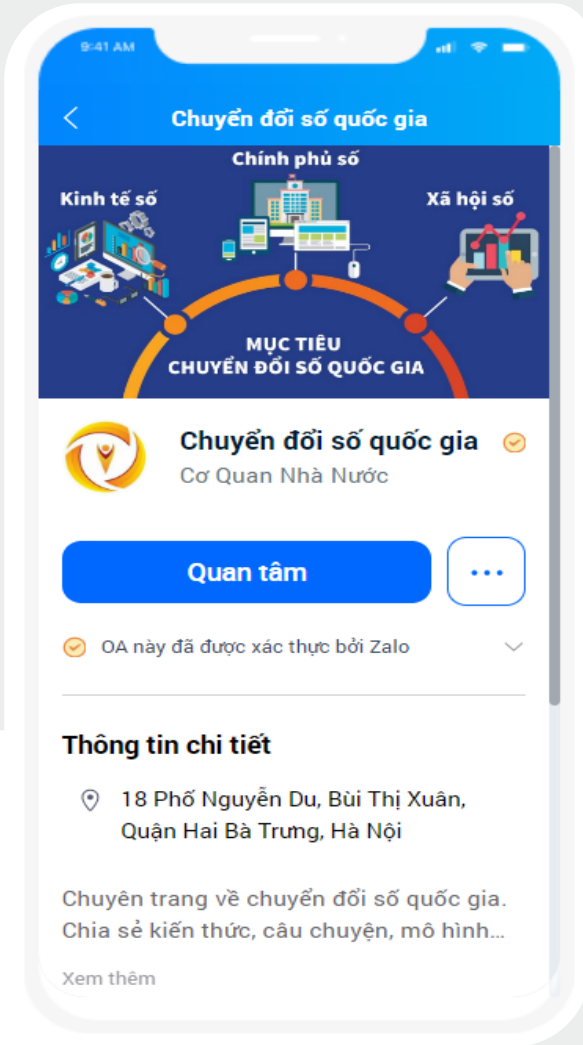 9:41 AM
Chuyển đổi số quốc gia
Chính phủ số
Kinh tế số
Xã hội số
MỤC TIÊU
CHUYỂN ĐỔI SỐ QUỐC GIA
Chuyển đổi số quốc gia
Cơ Quan Nhà Nước
Quan tâm
OA này đã được xác thực bởi Zalo
Thông tin chi tiết
18 Phố Nguyễn Du, Bùi Thị Xuân,
Quận Hai Bà Trưng, Hà Nội
Chuyên trang về chuyển đổi số quốc gia.
Chia sẻ kiến thức, câu chuyện, mô hình...
Xem thêm